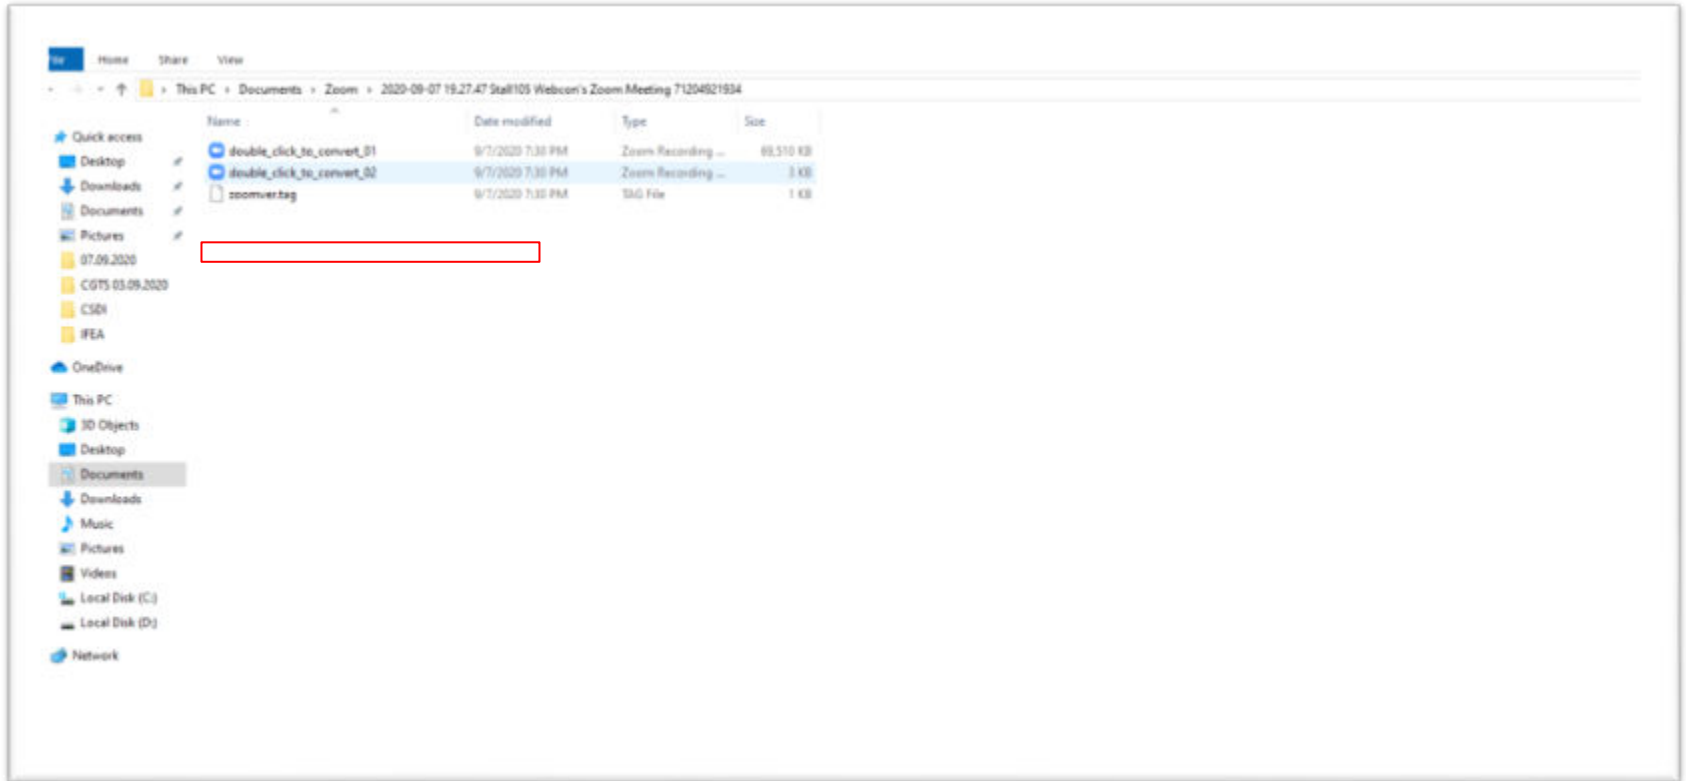 File Home Share View
This PC › Documents › Zoom › 2020-09-07 19.27.47 Stall105 Webcon's Zoom Meeting 71204921934
Name Date modified Type Size
Quick access
Desktop
Downloads
Documents
Pictures
07.09.2020
CGTS 03.09.2020
CSDI
IFEA
OneDrive
This PC
3D Objects
Desktop
Documents
Downloads
Music
Pictures
Videos
Local Disk (C:)
Local Disk (D:)
Network
double_click_to_convert_01 9/7/2020 7:30 PM Zoom Recording ... 69,510 KB
double_click_to_convert_02 9/7/2020 7:30 PM Zoom Recording ... 3 KB
zoomver.tag 9/7/2020 7:30 PM TAG File 1 KB